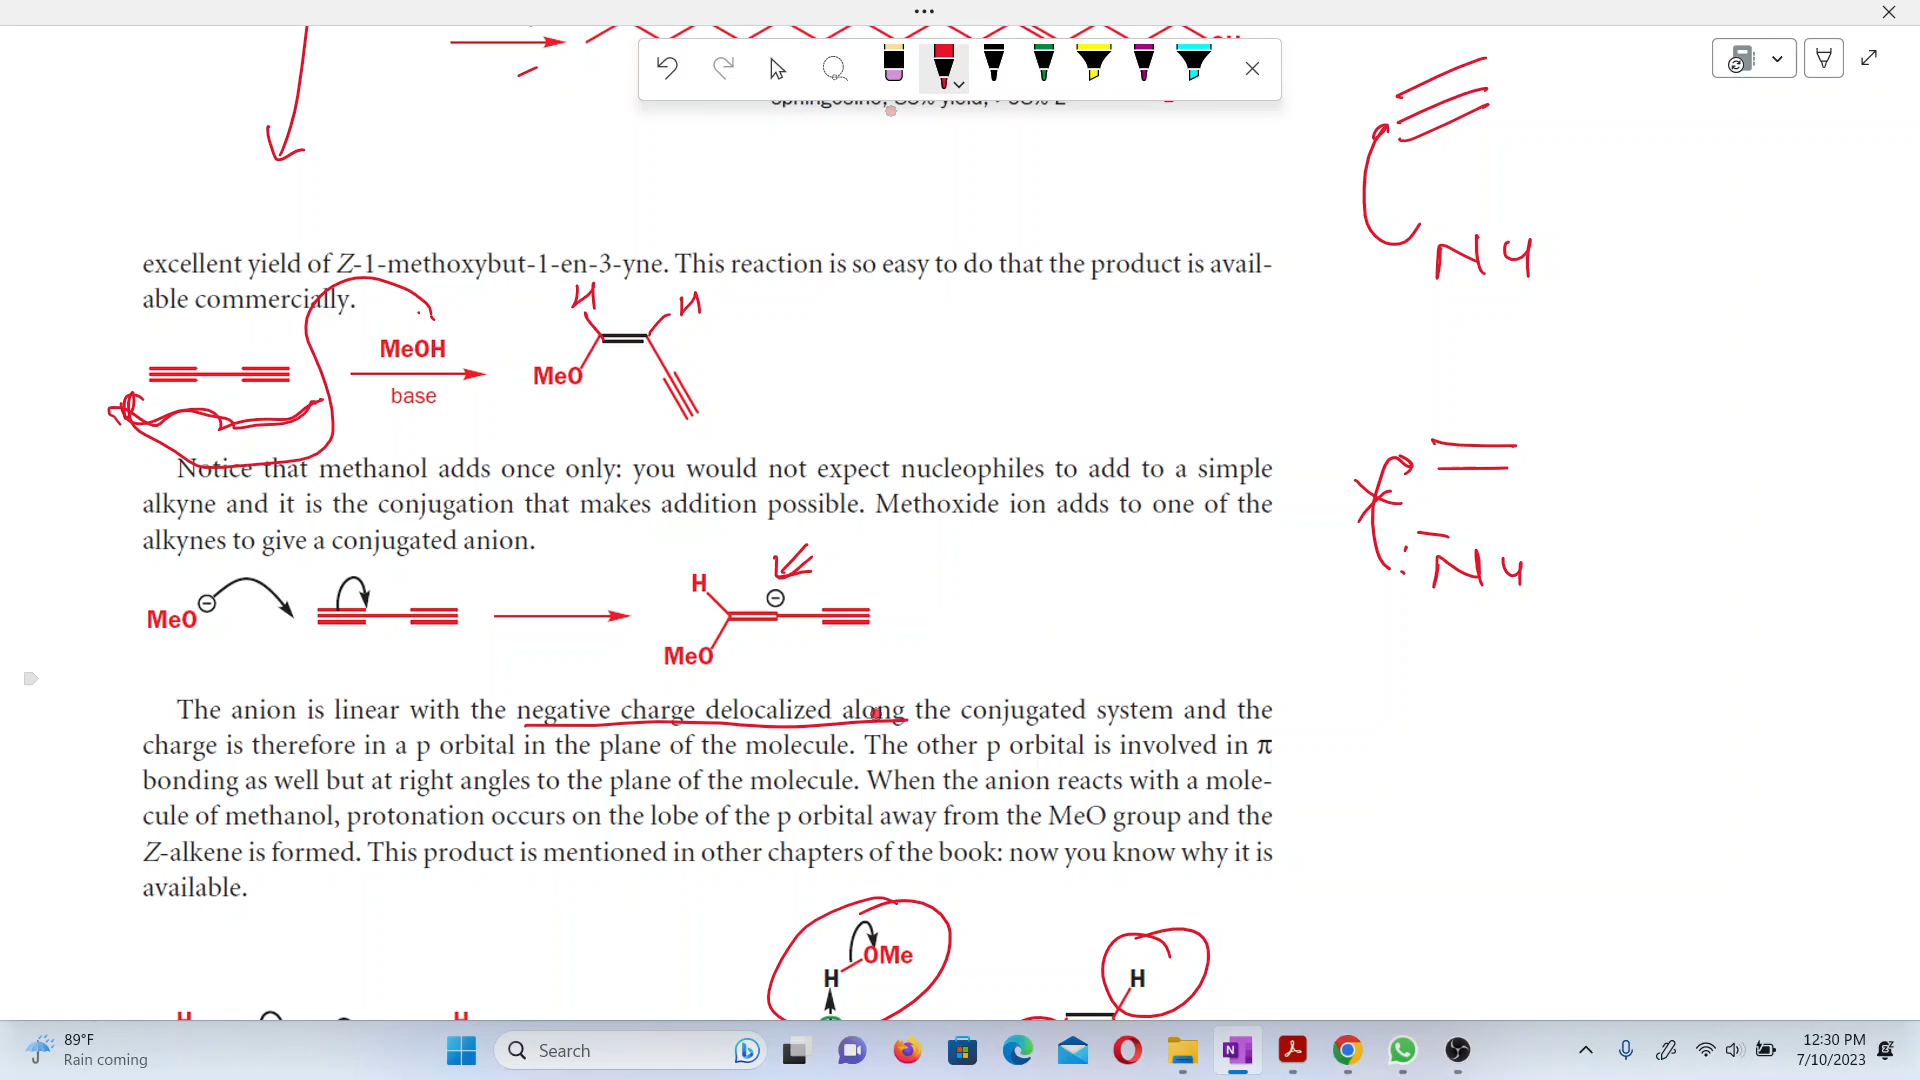 sphingosine,
excellent yield of Z-1-methoxybut-1-en-3-yne. This reaction is so easy to do that the product is avail-
able commercially.
H H
MeOH
base
MeO
Nu
Notice that methanol adds once only: you would not expect nucleophiles to add to a simple
alkyne and it is the conjugation that makes addition possible. Methoxide ion adds to one of the
alkynes to give a conjugated anion.
MeO ⊖
H ⊖
MeO
:Nu
The anion is linear with the negative charge delocalized along the conjugated system and the
charge is therefore in a p orbital in the plane of the molecule. The other p orbital is involved in π
bonding as well but at right angles to the plane of the molecule. When the anion reacts with a mole-
cule of methanol, protonation occurs on the lobe of the p orbital away from the MeO group and the
Z-alkene is formed. This product is mentioned in other chapters of the book: now you know why it is
available.
OMe
H
H
H H
89°F
Rain coming
Search
12:30 PM
7/10/2023